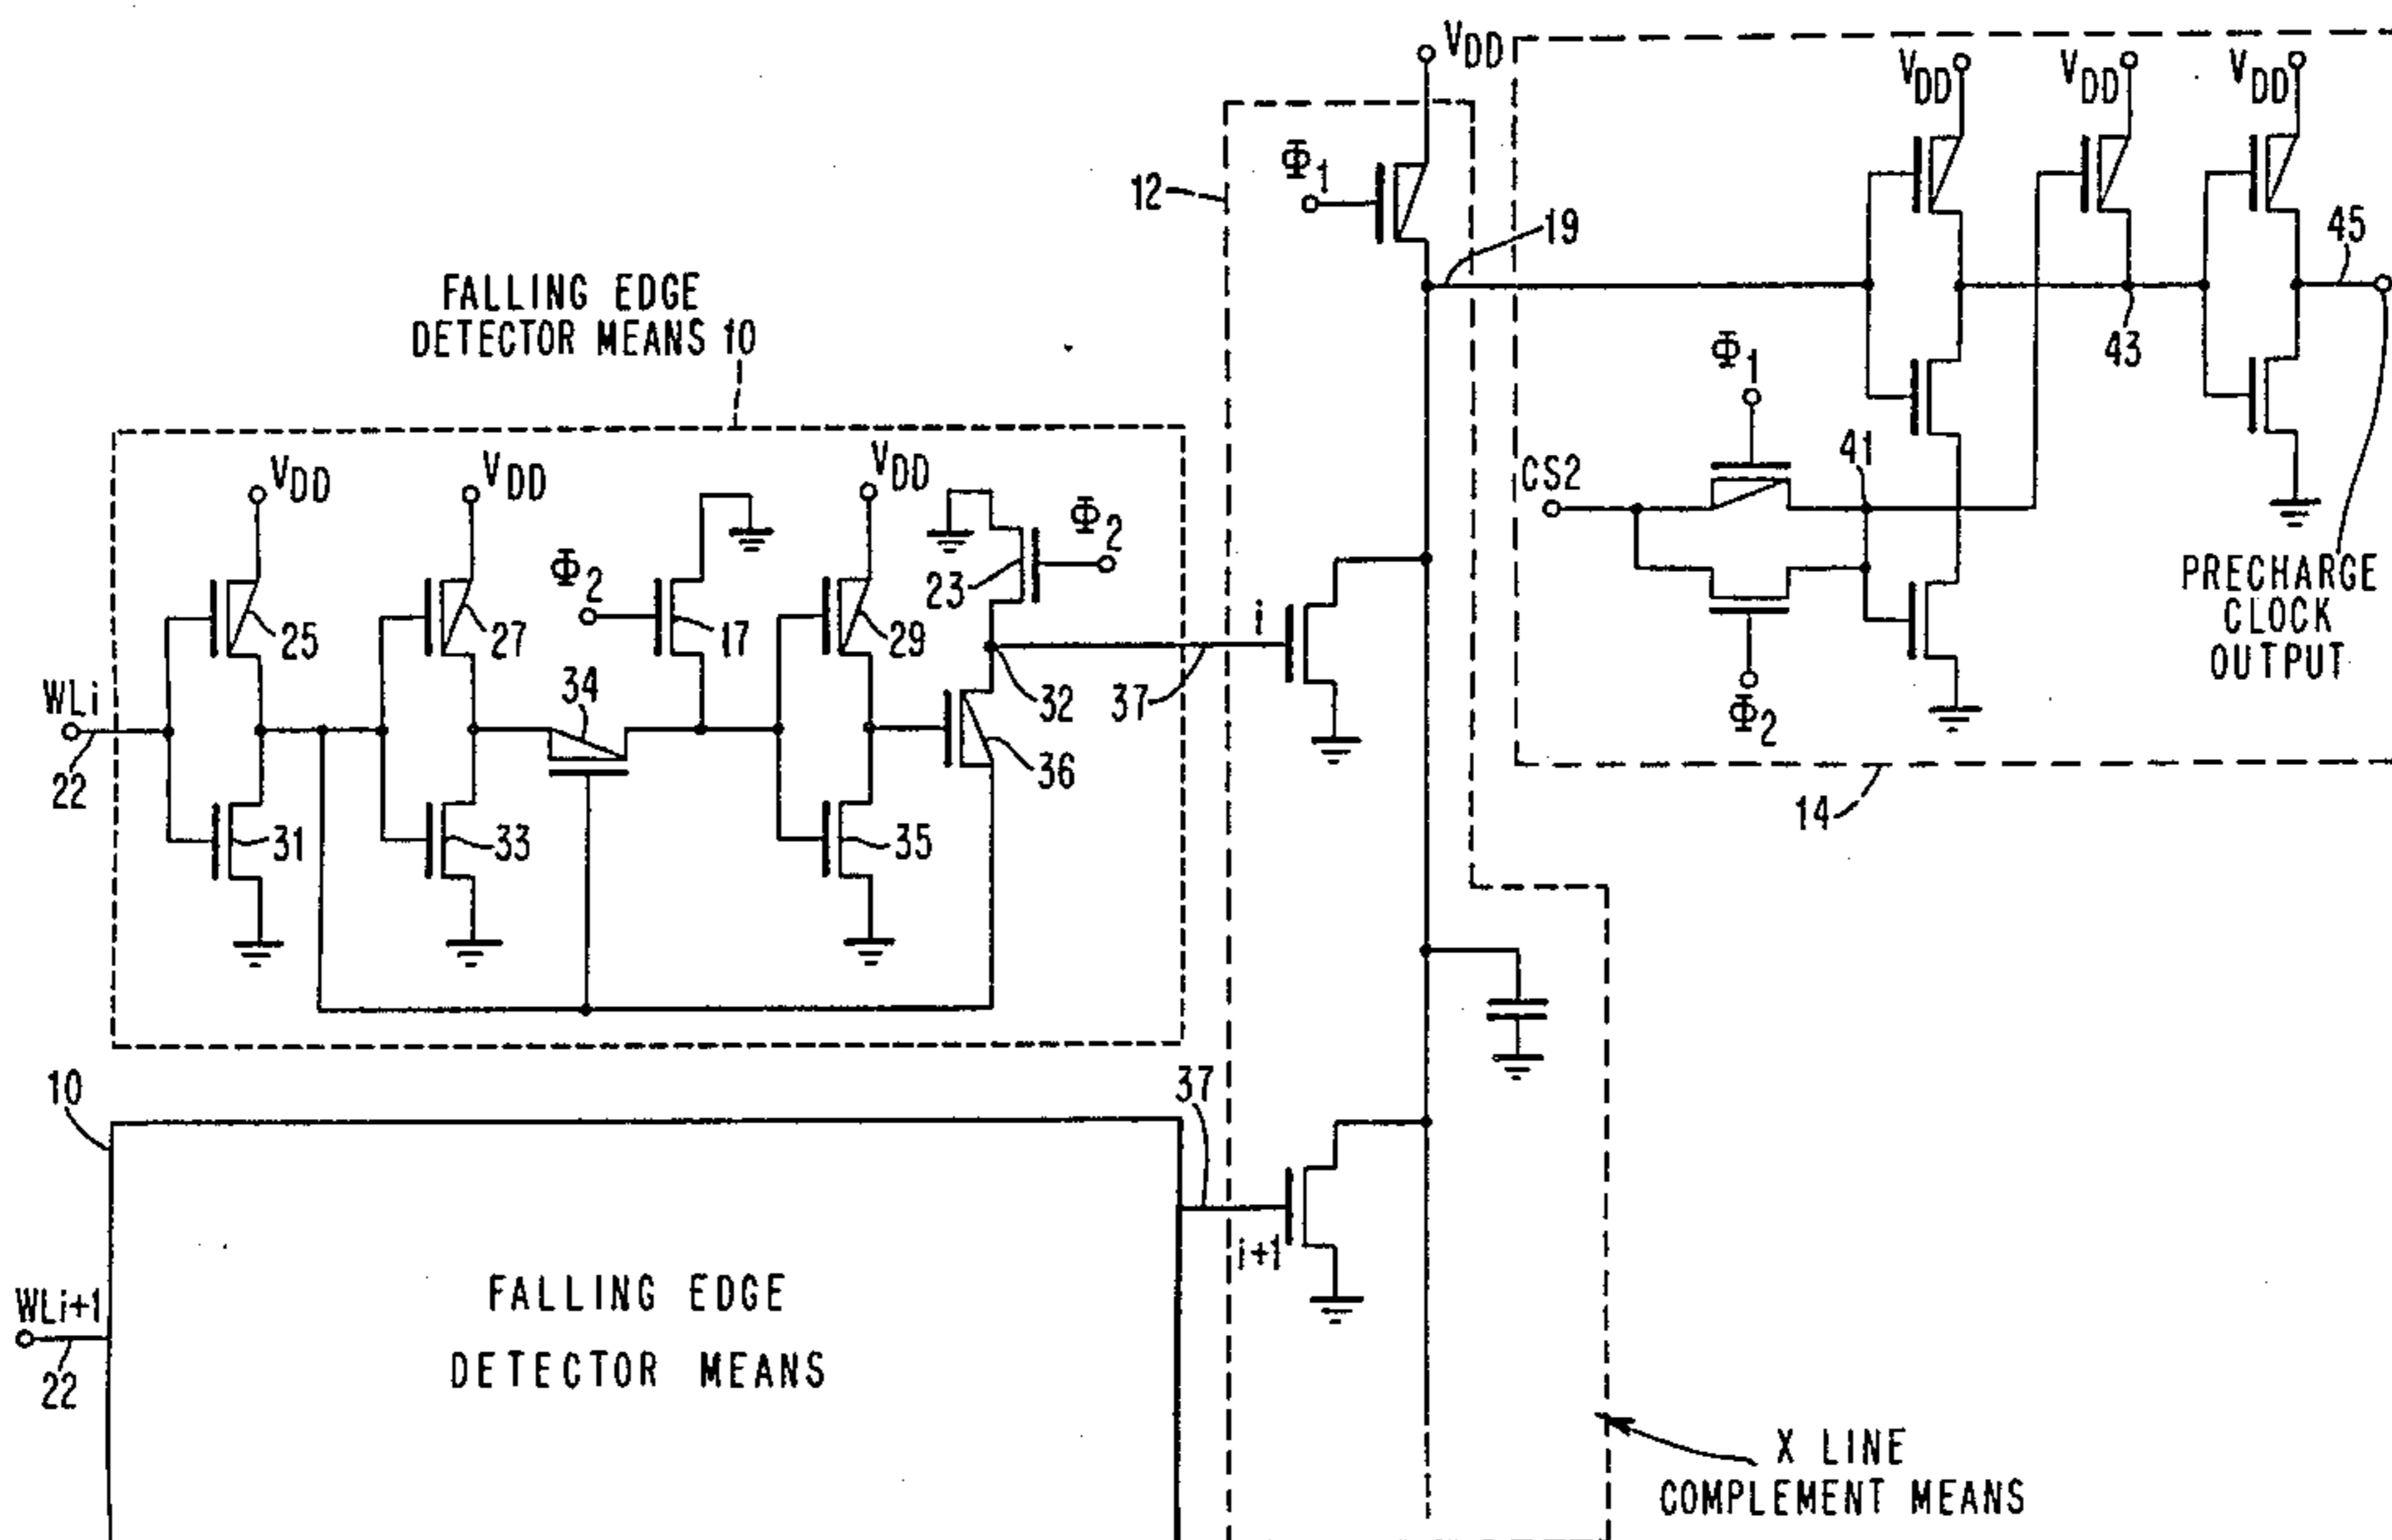 VDD
VDD
VDD
VDD
Φ1
12
19
45
FALLING EDGE
DETECTOR MEANS 10
43
Φ1
41
CS2
VDD
VDD
VDD
Φ2
Φ2
23
PRECHARGE
CLOCK
OUTPUT
25
27
17
29
i
WLi
34
32
37
Φ2
22
36
14
31
33
35
10
37
i+1
FALLING EDGE
DETECTOR MEANS
WLi+1
22
X LINE
COMPLEMENT MEANS